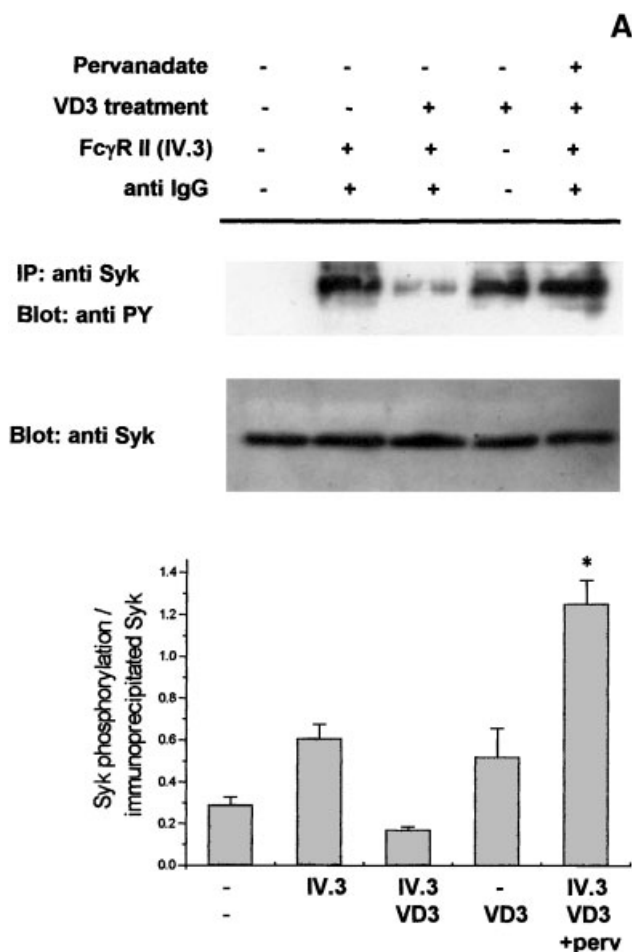 A
Pervanadate - - - - +
VD3 treatment - - + + +
FcγR II (IV.3) - + + - +
anti IgG - + + - +
IP: anti Syk
Blot: anti PY
Blot: anti Syk
Syk phosphorylation /
immunoprecipitated Syk
1.4
1.2
1.0
0.8
0.6
0.4
0.2
0.0
*
- IV.3 IV.3 - IV.3
- VD3 VD3 VD3
+perv